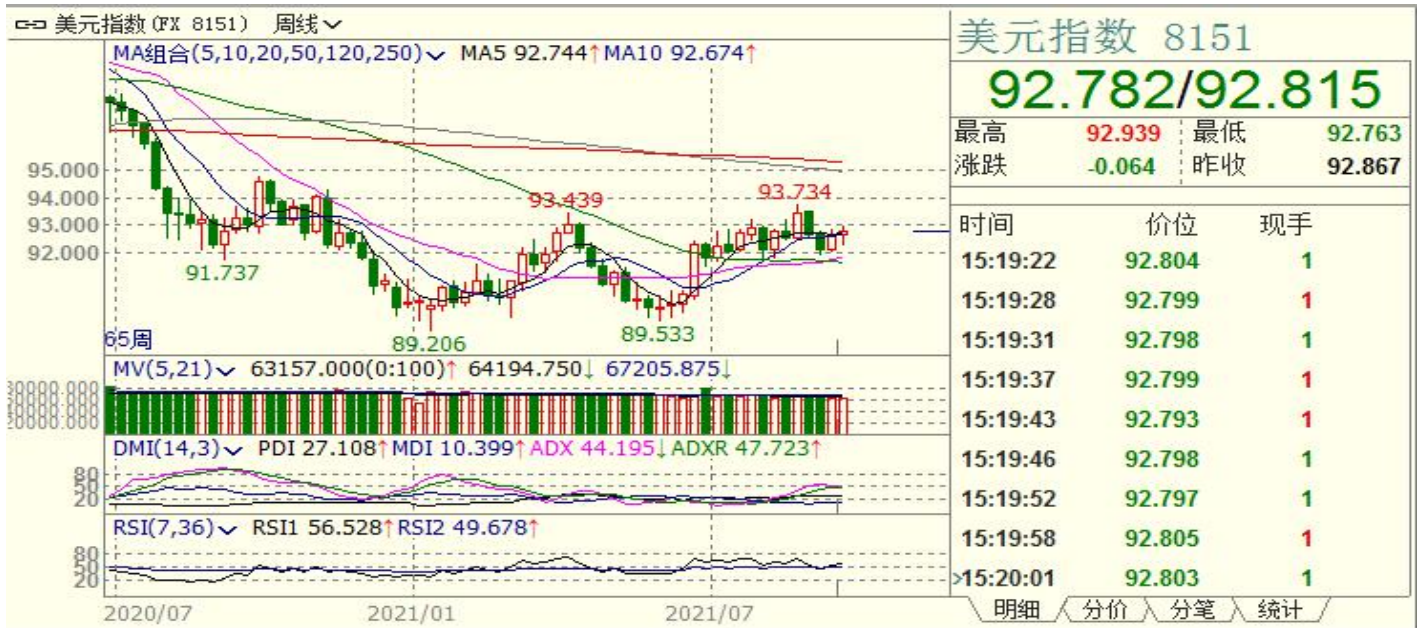 美元指数(FX 8151) 周线
MA组合(5,10,20,50,120,250) MA5 92.744↑MA10 92.674↑
95.000
94.000
93.000
92.000
93.439
93.734
91.737
89.206
89.533
65周
MV(5,21) 63157.000(0:100)↑ 64194.750↓ 67205.875↓
DMI(14,3) PDI 27.108↑MDI 10.399↑ADX 44.195↓ADXR 47.723↑
80
50
20
RSI(7,36) RSI1 56.528↑RSI2 49.678↑
80
50
20
2020/07 2021/01 2021/07
美元指数 8151
92.782/92.815
最高 92.939 最低 92.763
涨跌 -0.064 昨收 92.867
时间 价位 现手
15:19:22 92.804 1
15:19:28 92.799 1
15:19:31 92.798 1
15:19:37 92.799 1
15:19:43 92.793 1
15:19:46 92.798 1
15:19:52 92.797 1
15:19:58 92.805 1
>15:20:01 92.803 1
明细 分价 分笔 统计